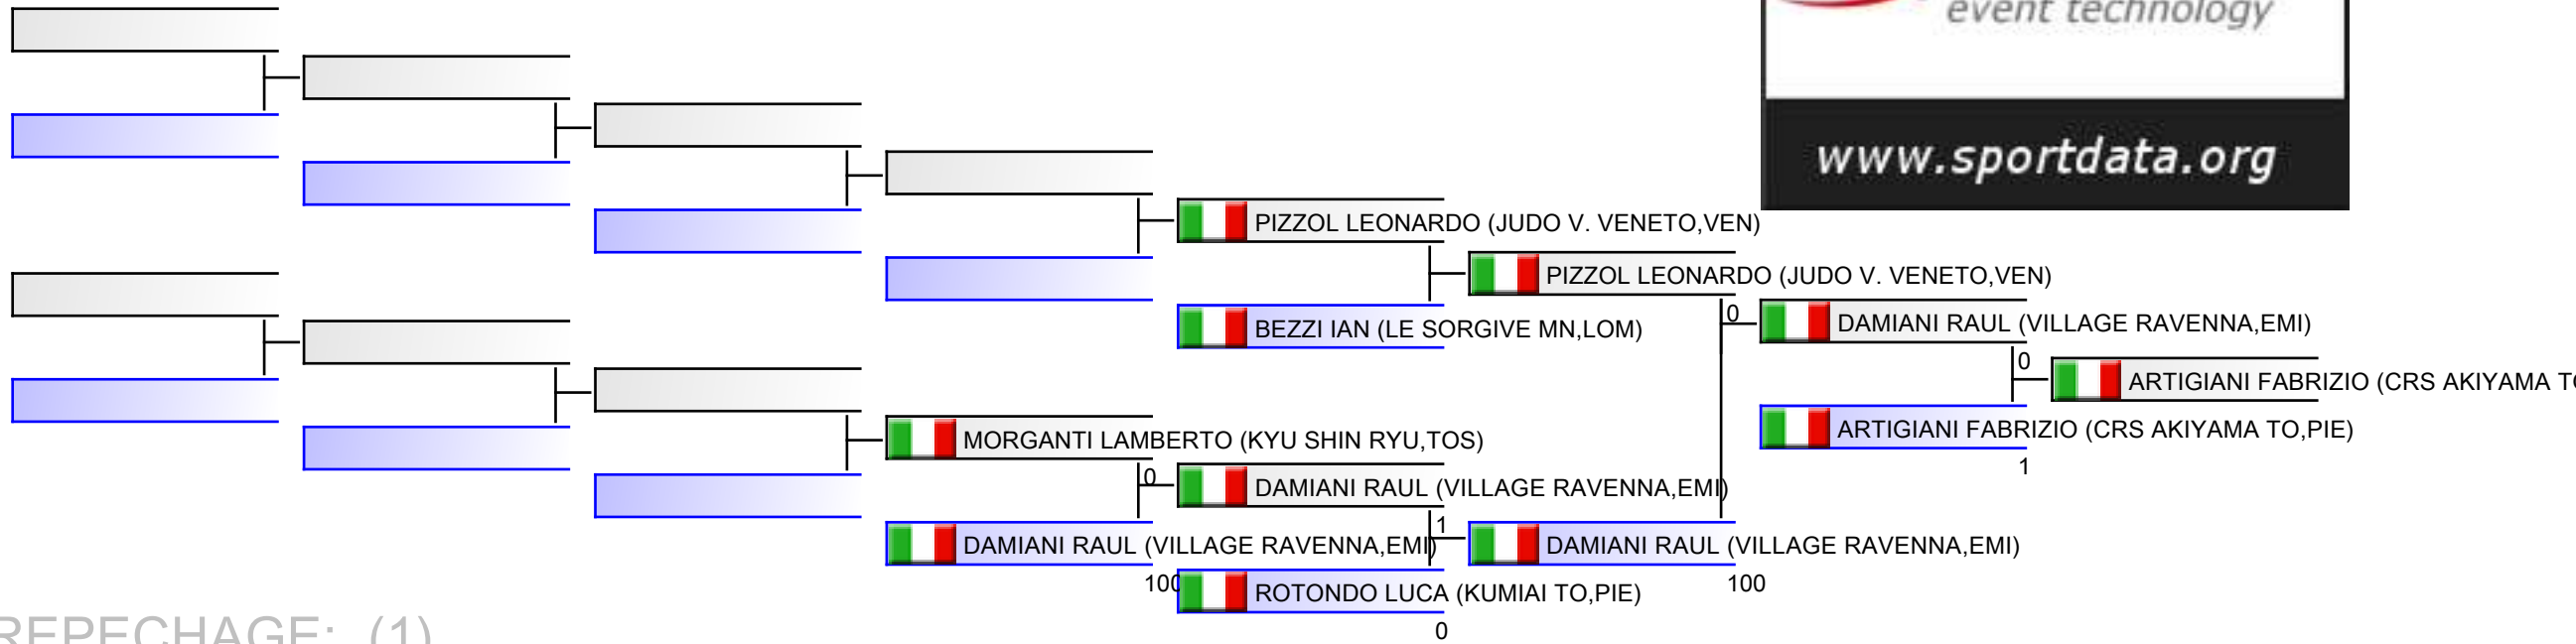 event technology
www.sportdata.org
PIZZOL LEONARDO (JUDO V. VENETO,VEN)
PIZZOL LEONARDO (JUDO V. VENETO,VEN)
BEZZI IAN (LE SORGIVE MN,LOM)
0
DAMIANI RAUL (VILLAGE RAVENNA,EMI)
0
ARTIGIANI FABRIZIO (CRS AKIYAMA
ARTIGIANI FABRIZIO (CRS AKIYAMA TO,PIE)
1
MORGANTI LAMBERTO (KYU SHIN RYU,TOS)
0
DAMIANI RAUL (VILLAGE RAVENNA,EMI)
1
DAMIANI RAUL (VILLAGE RAVENNA,EMI)
DAMIANI RAUL (VILLAGE RAVENNA,EMI)
100
ROTONDO LUCA (KUMIAI TO,PIE)
100
0
REPECHAGE: (1)